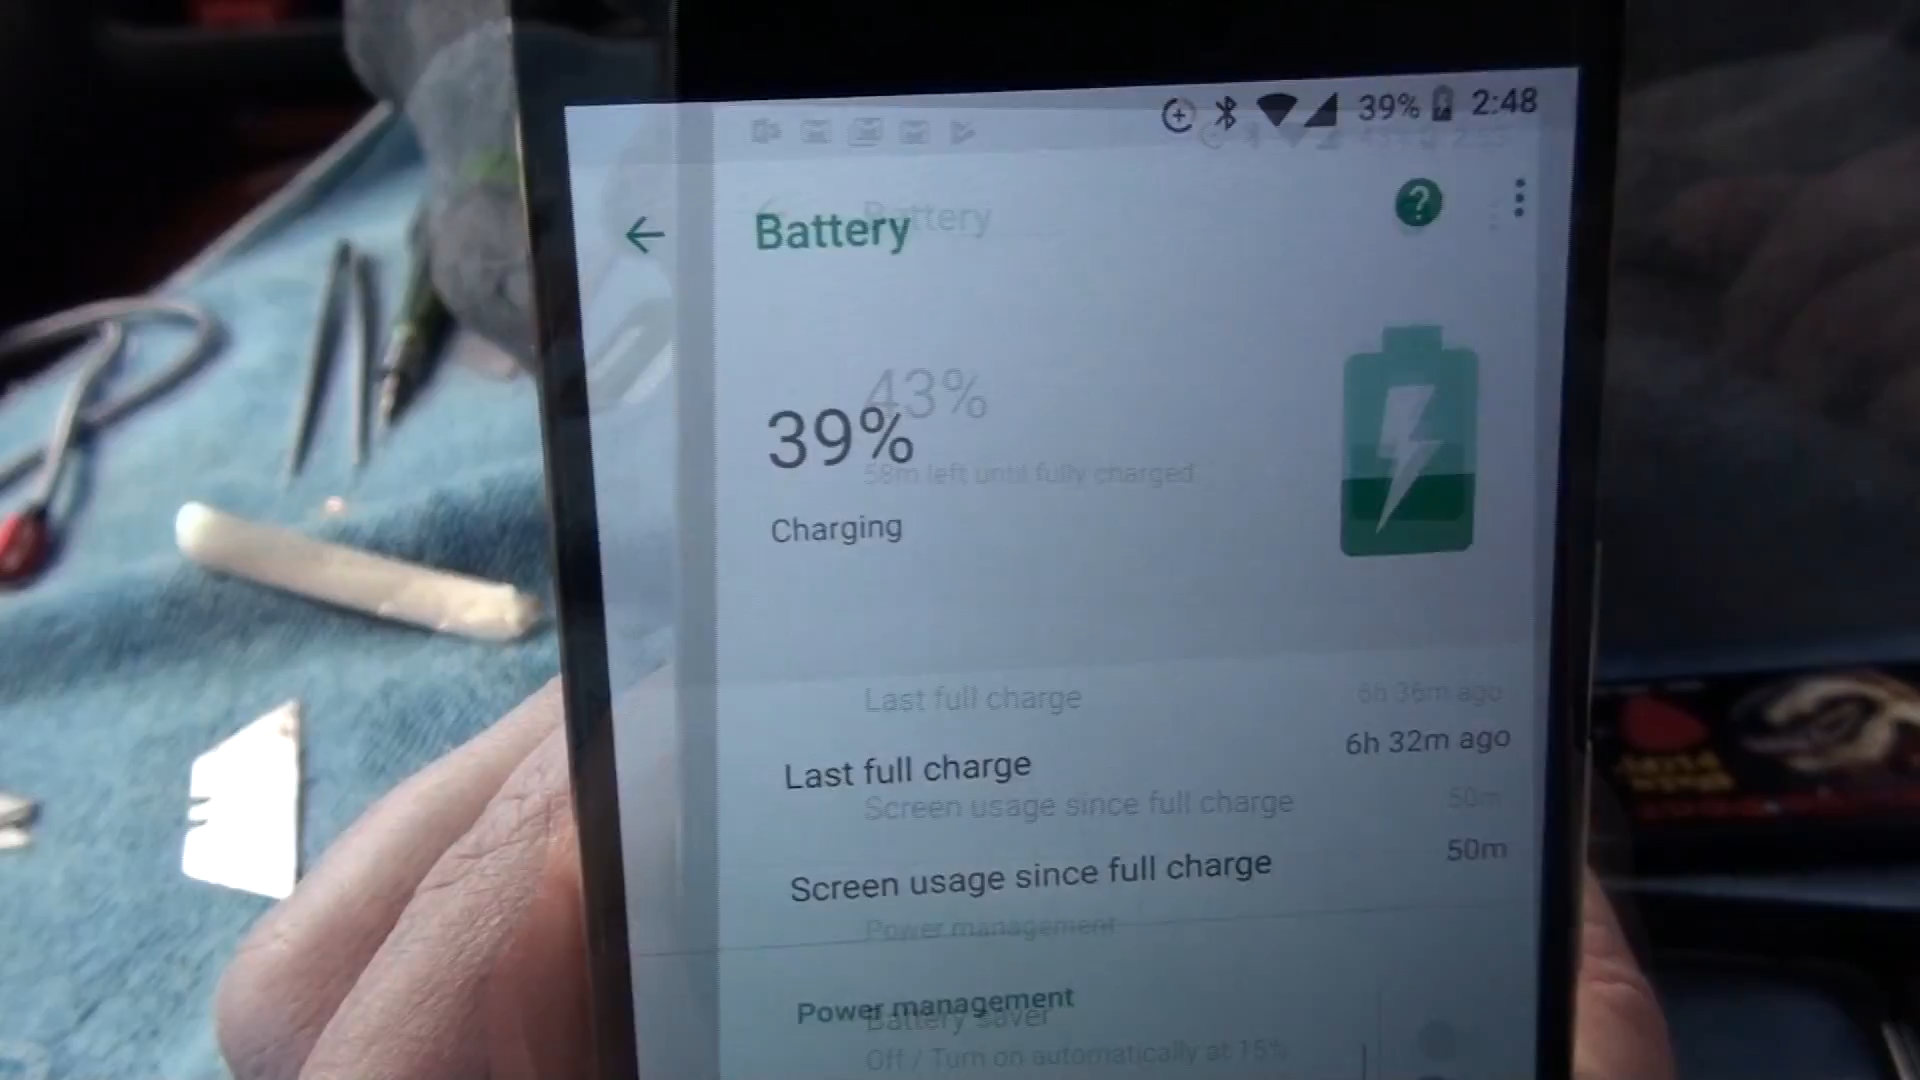 39% 2:48
Battery
Battery
43%
39%
58m left until fully charged
Charging
Last full charge 6h 36m ago
Last full charge 6h 32m ago
Screen usage since full charge 50m
Screen usage since full charge 50m
Power management
Power management
Battery saver
Off / Turn on automatically at 15%